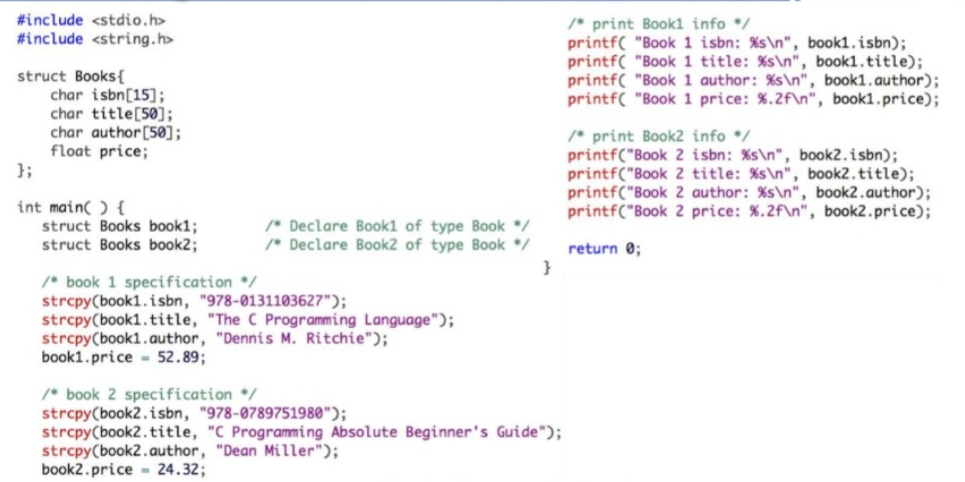 #include <stdio.h>
#include <string.h>

struct Books{
    char isbn[15];
    char title[50];
    char author[50];
    float price;
};

int main( ) {
    struct Books book1;        /* Declare Book1 of type Book */
    struct Books book2;        /* Declare Book2 of type Book */

    /* book 1 specification */
    strcpy(book1.isbn, "978-0131103627");
    strcpy(book1.title, "The C Programming Language");
    strcpy(book1.author, "Dennis M. Ritchie");
    book1.price = 52.89;

    /* book 2 specification */
    strcpy(book2.isbn, "978-0789751980");
    strcpy(book2.title, "C Programming Absolute Beginner's Guide");
    strcpy(book2.author, "Dean Miller");
    book2.price = 24.32;

    /* print Book1 info */
    printf( "Book 1 isbn: %s\n", book1.isbn);
    printf( "Book 1 title: %s\n", book1.title);
    printf( "Book 1 author: %s\n", book1.author);
    printf( "Book 1 price: %.2f\n", book1.price);

    /* print Book2 info */
    printf("Book 2 isbn: %s\n", book2.isbn);
    printf("Book 2 title: %s\n", book2.title);
    printf("Book 2 author: %s\n", book2.author);
    printf("Book 2 price: %.2f\n", book2.price);

    return 0;
}